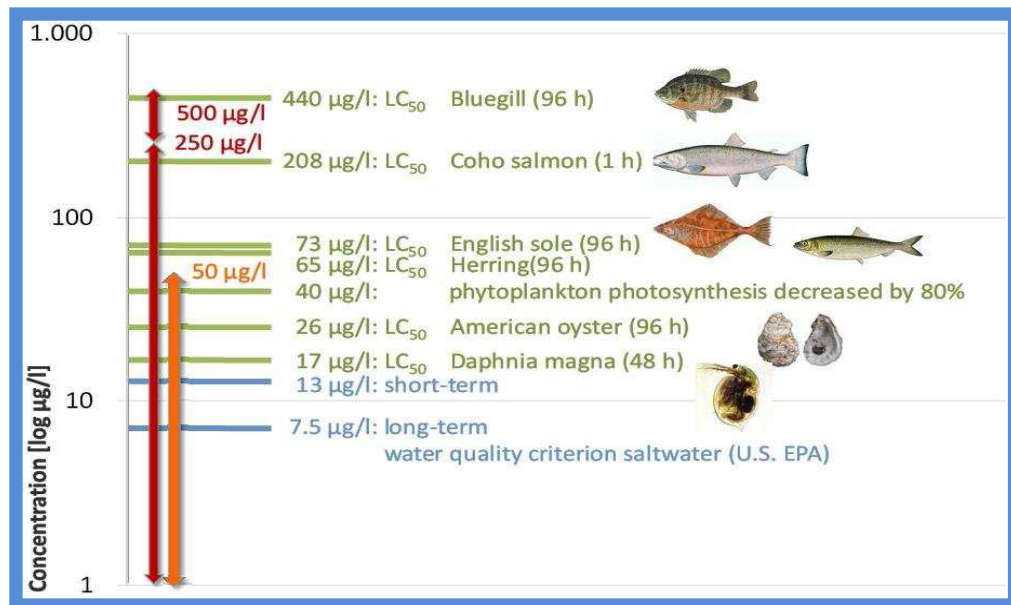 1.000
440 µg/l: LC50 Bluegill (96 h)
500 µg/l
250 µg/l
208 µg/l: LC50 Coho salmon (1 h)
100
73 µg/l: LC50 English sole (96 h)
65 µg/l: LC50 Herring(96 h)
50 µg/l
40 µg/l: phytoplankton photosynthesis decreased by 80%
26 µg/l: LC50 American oyster (96 h)
17 µg/l: LC50 Daphnia magna (48 h)
13 µg/l: short-term
10
7.5 µg/l: long-term
water quality criterion saltwater (U.S. EPA)
Concentration [log µg/l]
1